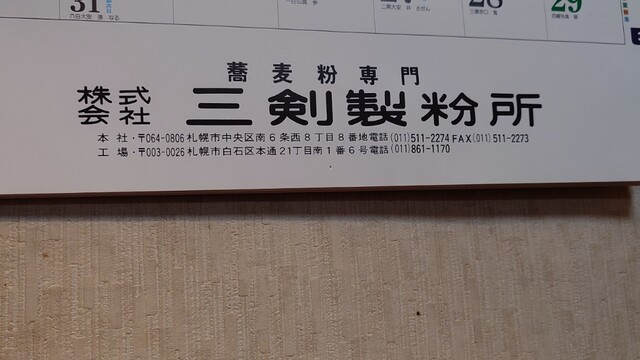 31
28
29
蕎麦粉専門
株式会社 三剣製粉所
本社・〒064-0806 札幌市中央区南6条西8丁目8番地電話(011)511-2274 FAX(011)511-2273
工場・〒003-0026 札幌市白石区本通21丁目南1番6号電話(011)861-1170